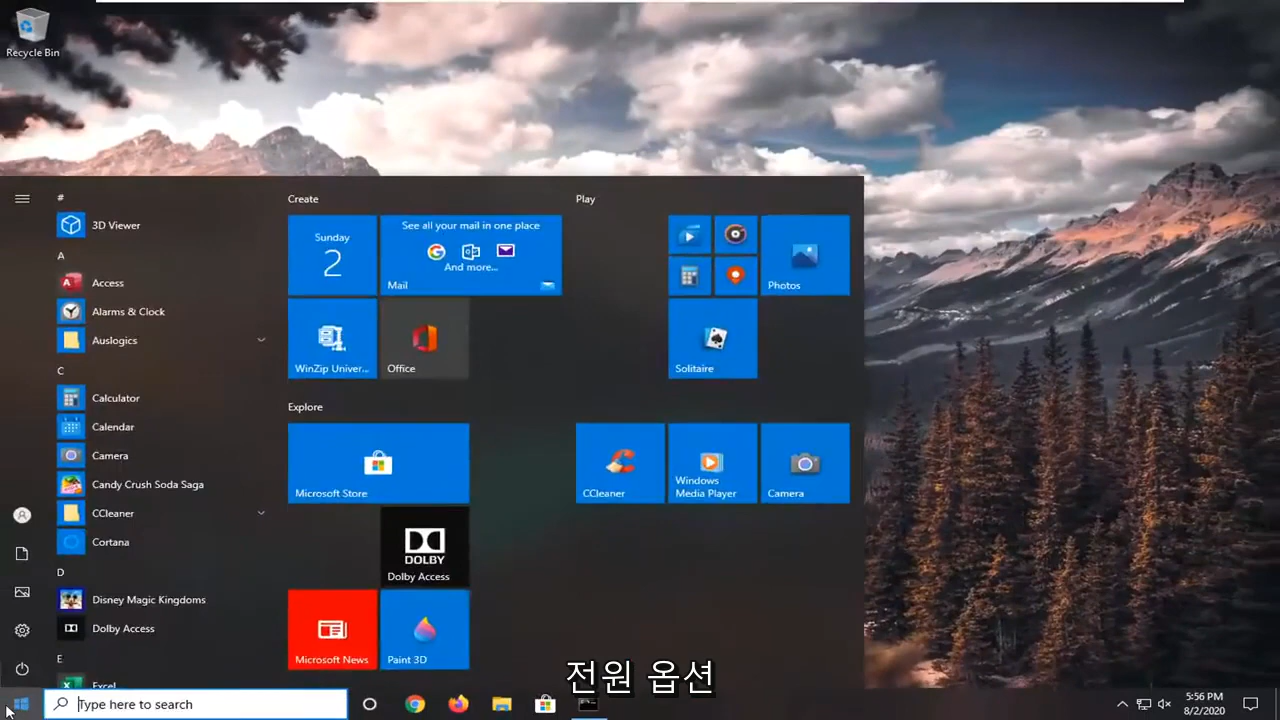 Recycle Bin
#
3D Viewer
A
Access
Alarms & Clock
Auslogics
C
Calculator
Calendar
Camera
Candy Crush Soda Saga
CCleaner
Cortana
D
Disney Magic Kingdoms
Dolby Access
E
Excel
Create
Sunday
2
See all your mail in one place
And more...
Mail
WinZip Univer...
Office
Explore
Microsoft Store
DOLBY
Dolby Access
Microsoft News
Paint 3D
Play
Photos
Solitaire
CCleaner
Windows
Media Player
Camera
전원 옵션
Type here to search
5:56 PM
8/2/2020